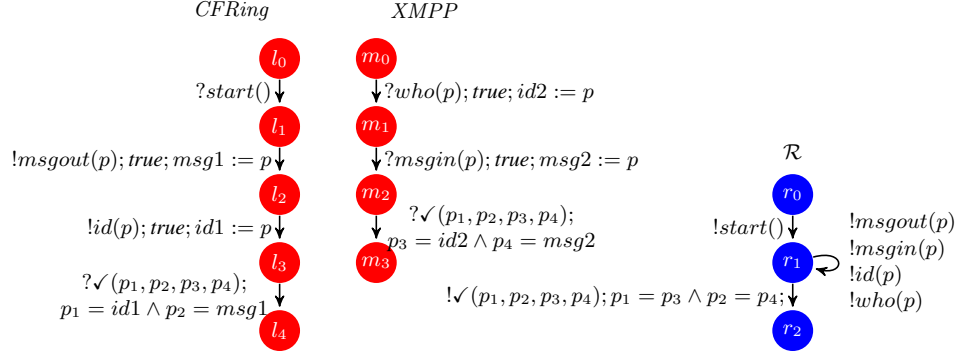 CFRing
XMPP
l0
m0
?start()
?who(p); true; id2 := p
l1
m1
!msgout(p); true; msg1 := p
?msgin(p); true; msg2 := p
R
l2
m2
r0
!id(p); true; id1 := p
?✓(p1, p2, p3, p4);
p3 = id2 ∧ p4 = msg2
!start()
!msgout(p)
!msgin(p)
!id(p)
!who(p)
l3
m3
r1
?✓(p1, p2, p3, p4);
p1 = id1 ∧ p2 = msg1
!✓(p1, p2, p3, p4); p1 = p3 ∧ p2 = p4;
l4
r2